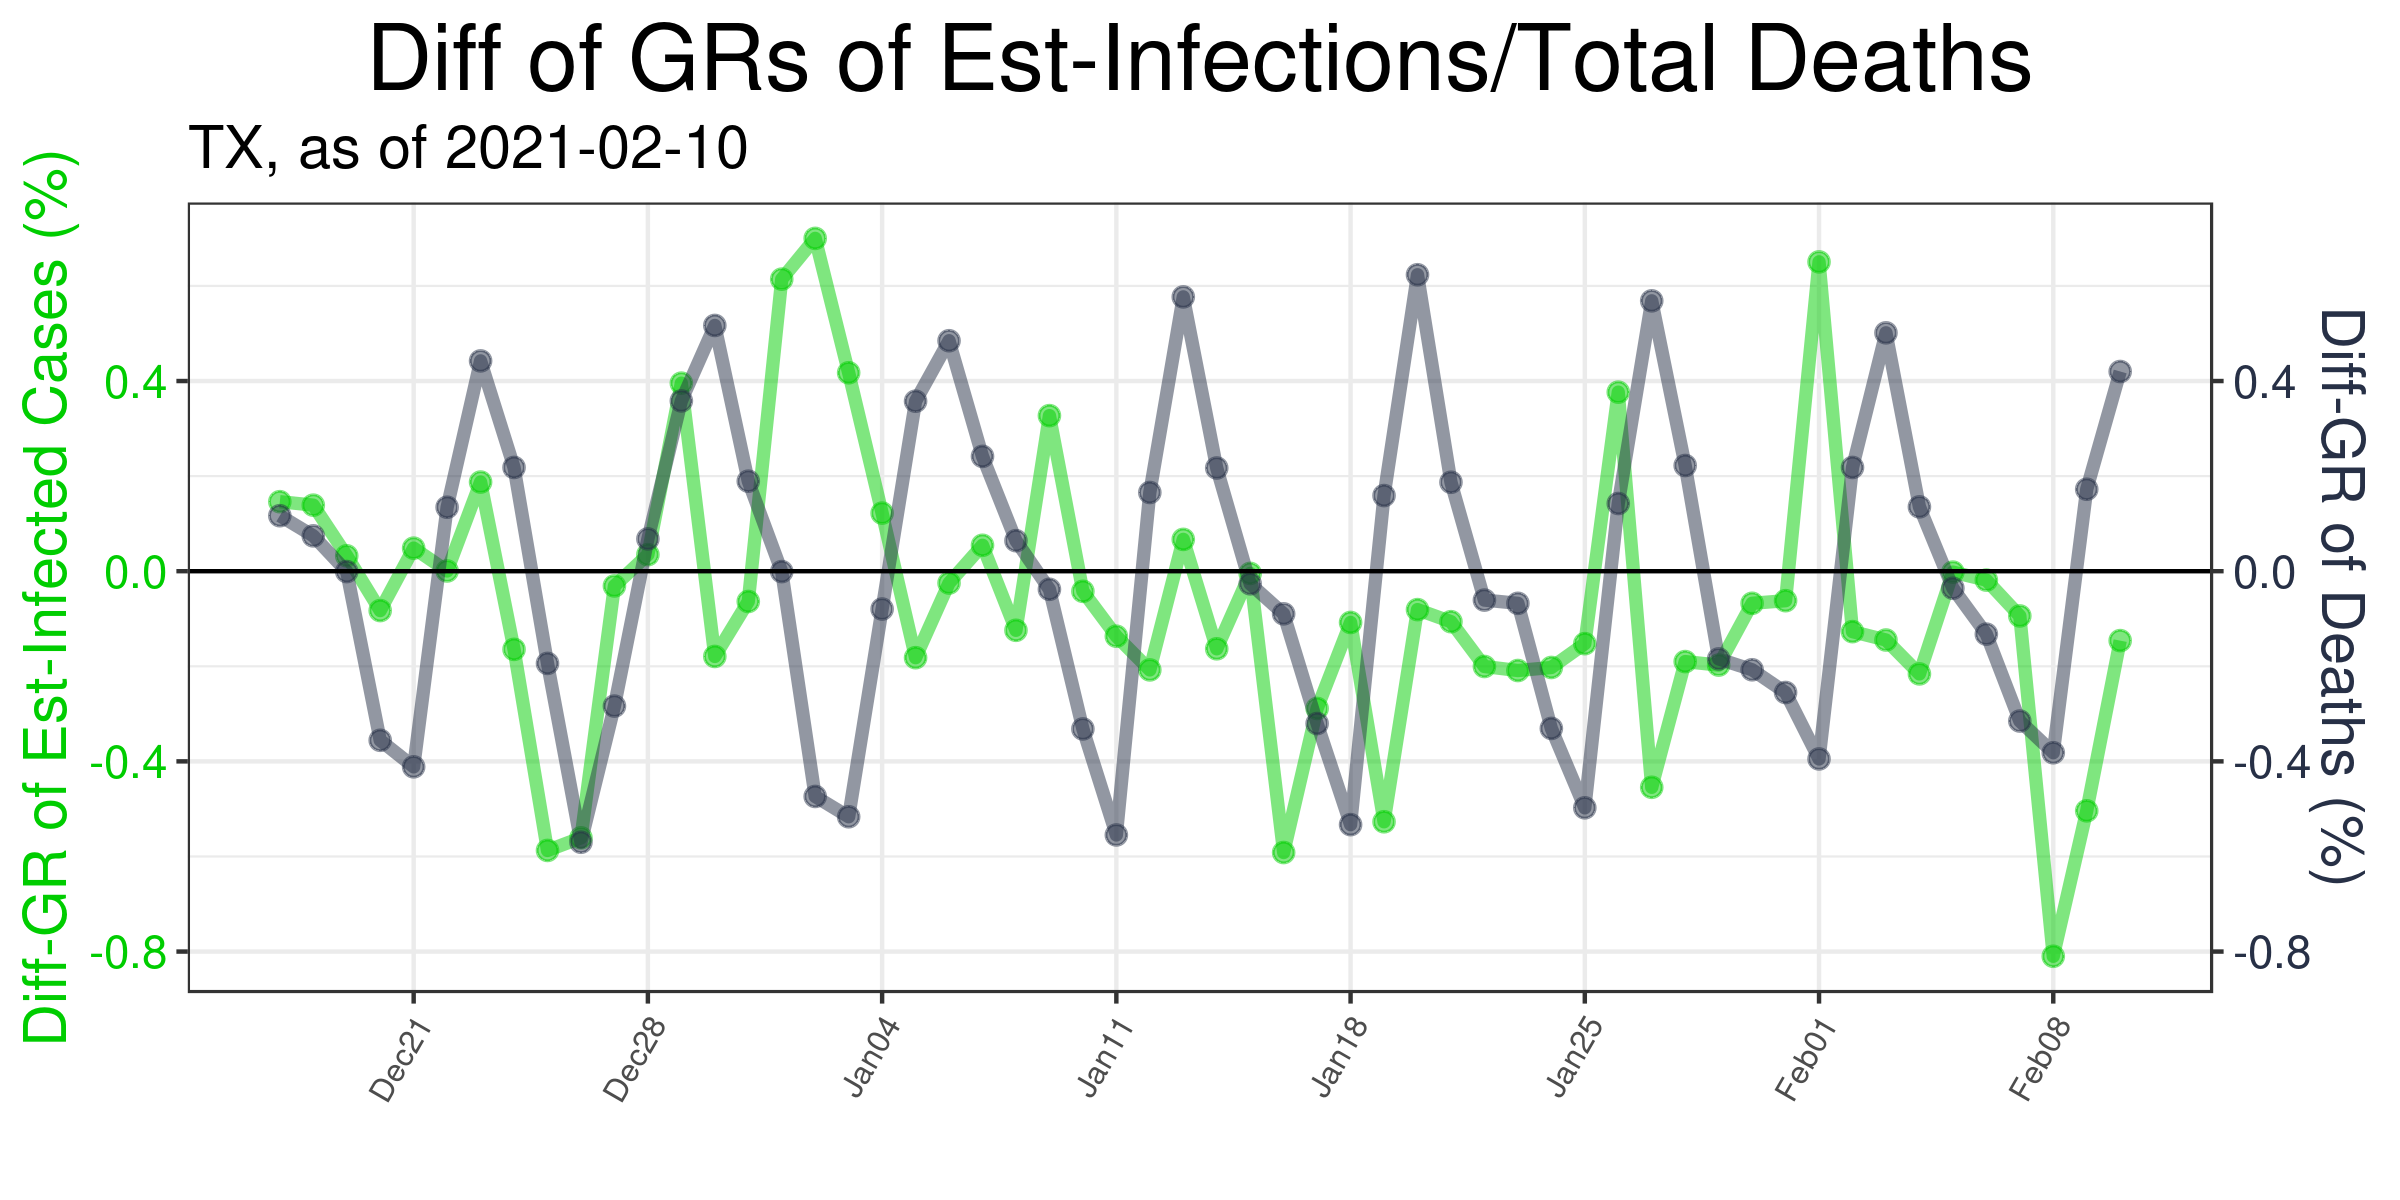 Diff of GRs of Est-Infections/Total Deaths
TX, as of 2021-02-10
Diff-GR of Est-Infected Cases (%)
0.4
0.0
-0.4
-0.8
0.4
0.0
-0.4
-0.8
Diff-GR of Deaths (%)
Dec21
Dec28
Jan04
Jan11
Jan18
Jan25
Feb01
Feb08